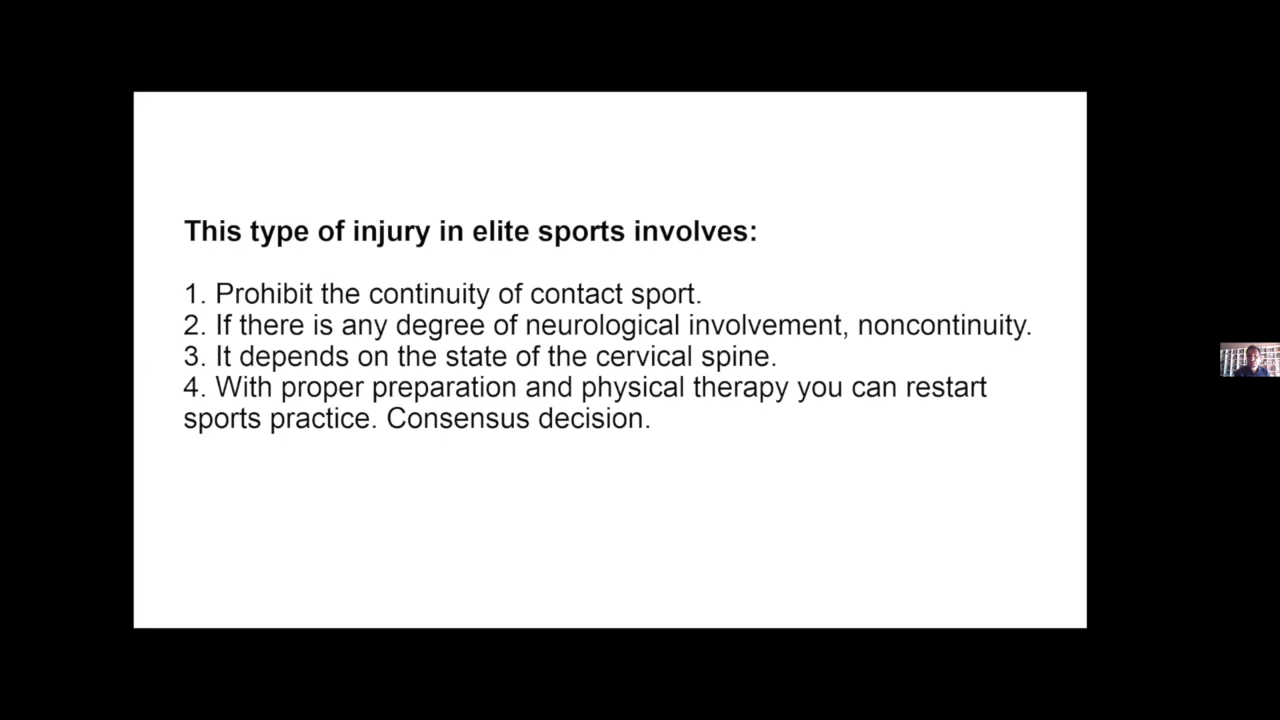 This type of injury in elite sports involves:
1. Prohibit the continuity of contact sport.
2. If there is any degree of neurological involvement, noncontinuity.
3. It depends on the state of the cervical spine.
4. With proper preparation and physical therapy you can restart
sports practice. Consensus decision.